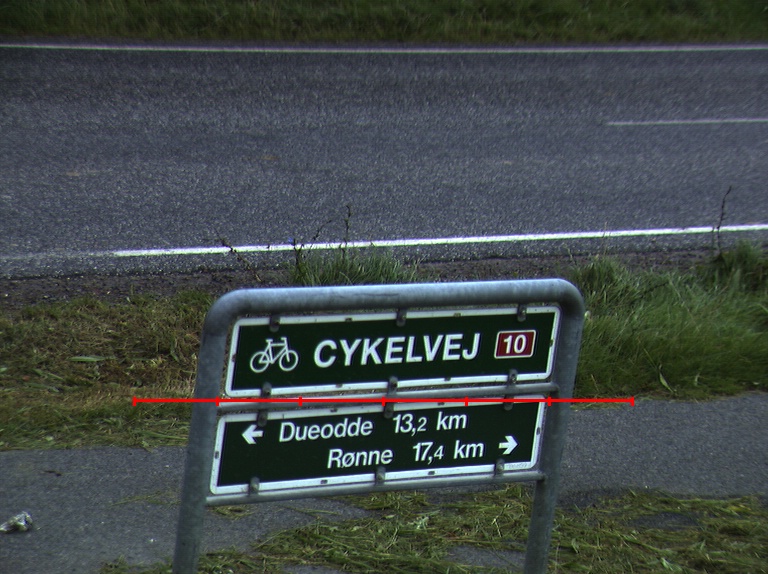 CYKELVEJ 10
Dueodde 13,2 km
Rønne 17,4 km